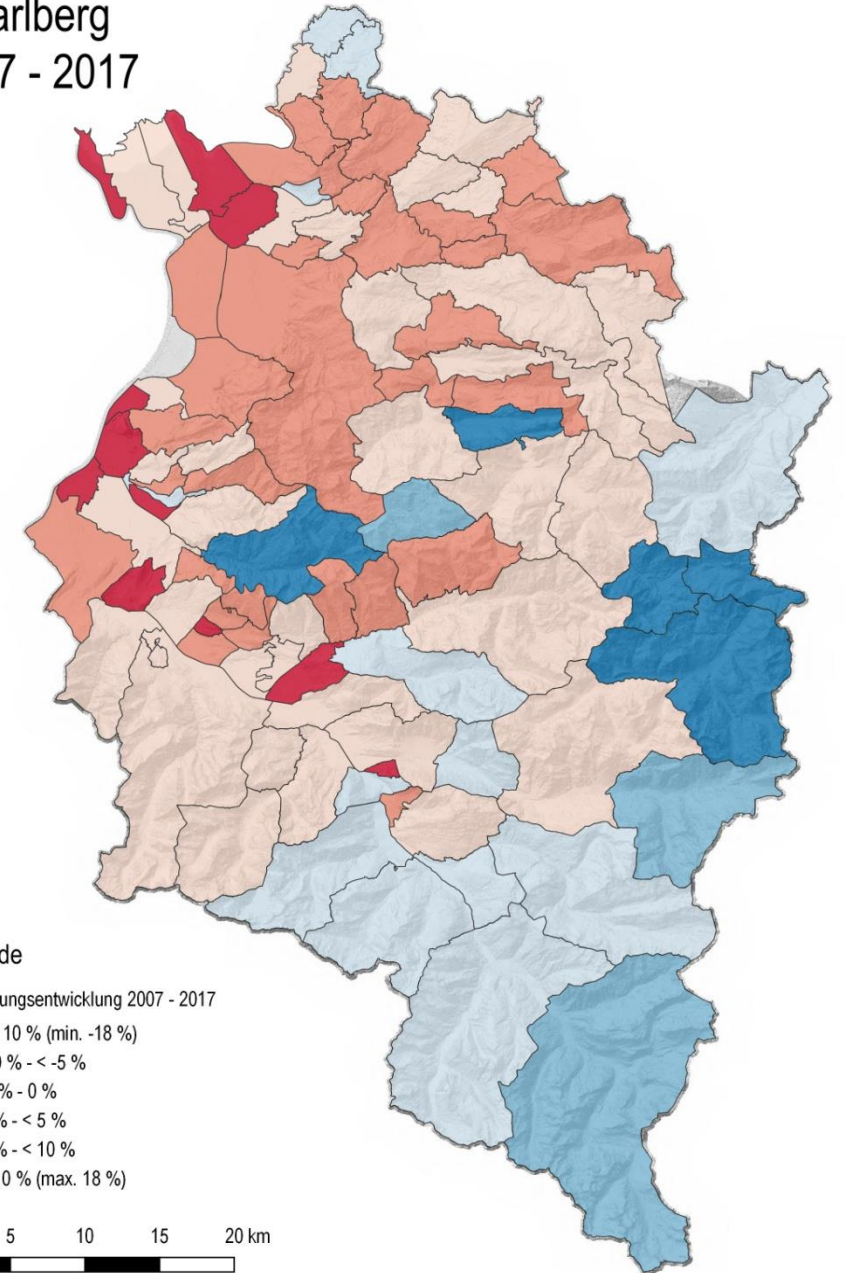 arlberg
7 - 2017
de
ungsentwicklung 2007 - 2017
10 % (min. -18 %)
0 % - < -5 %
% - 0 %
% - < 5 %
% - < 10 %
0 % (max. 18 %)
5 10 15 20 km